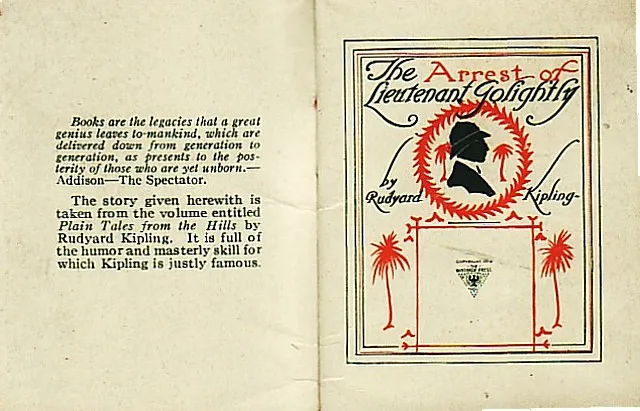 Books are the legacies that a great
genius leaves to mankind, which are
delivered down from generation to
generation, as presents to the pos-
terity of those who are yet unborn.—
Addison—The Spectator.
The story given herewith is
taken from the volume entitled
Plain Tales from the Hills by
Rudyard Kipling. It is full of
the humor and masterly skill for
which Kipling is justly famous.
The Arrest of
Lieutenant Golightly
by
Rudyard Kipling
COPYRIGHT
THE
PRESS